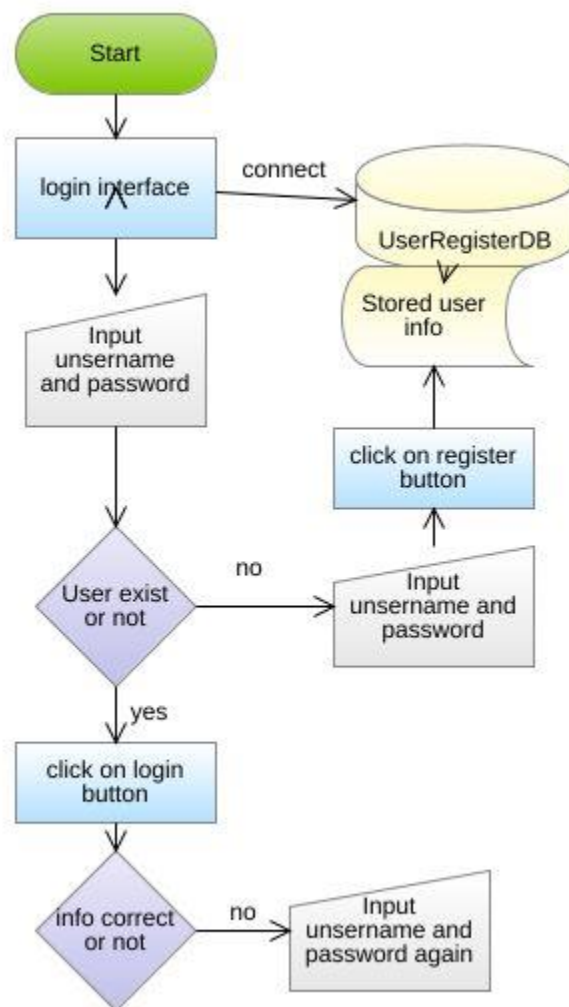 Start
login interface
connect
UserRegisterDB
Stored user
info
Input
unsername
and password
click on register
button
User exist
or not
no
Input
unsername and
password
yes
click on login
button
info correct
or not
no
Input
unsername and
password again